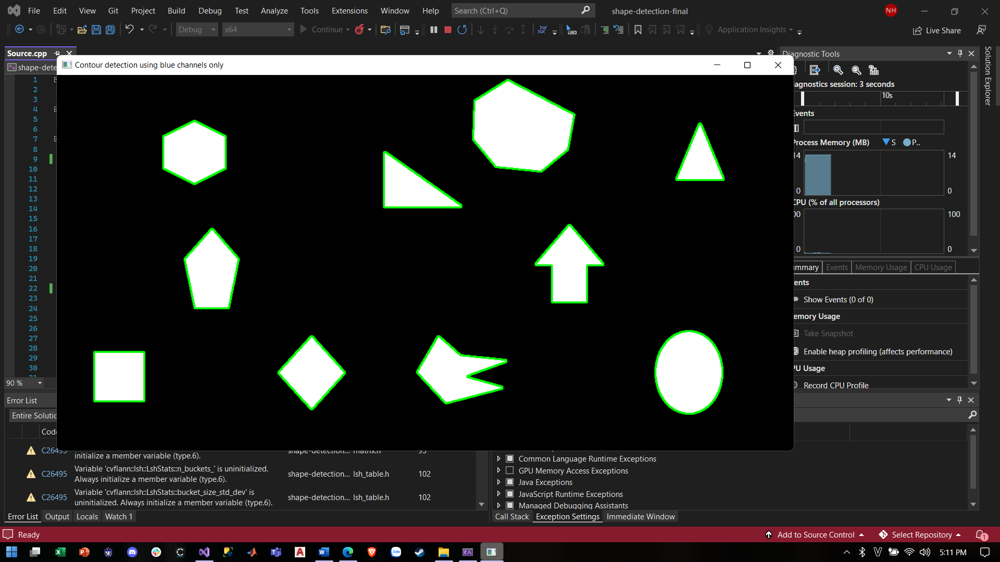 File Edit View Git Project Build Debug Test Analyze Tools Extensions Window Help Search (Ctrl+Q) shape-detection-final NH
Debug x64 Continue Application Insights Live Share
Source.cpp
shape-dete
Contour detection using blue channels only
1
2
3
4
5
6
7
8
9
10
11
12
13
14
15
16
17
18
19
20
21
22
23
24
25
26
27
28
29
30
31
90 %
Diagnostic Tools
agnostics session: 3 seconds
10s
Events
Process Memory (MB) S P..
14 14
0 0
CPU (% of all processors)
00 100
0 0
ummary Events Memory Usage CPU Usage
ents
Show Events (0 of 0)
emory Usage
Take Snapshot
Enable heap profiling (affects performance)
PU Usage
Record CPU Profile
Solution Explorer
Error List
Entire Solutio
Code
C26495 initialize a member variable (type.6). shape-detection... matrix.h 95
C26495 Variable 'cvflann::lsh::LshStats::n_buckets_' is uninitialized. Always initialize a member variable (type.6). shape-detection... lsh_table.h 102
C26495 Variable 'cvflann::lsh::LshStats::bucket_size_std_dev' is uninitialized. Always initialize a member variable (type.6). shape-detection... lsh_table.h 102
Error List Output Locals Watch 1
Common Language Runtime Exceptions
GPU Memory Access Exceptions
Java Exceptions
JavaScript Runtime Exceptions
Managed Debugging Assistants
Call Stack Exception Settings Immediate Window
Ready Add to Source Control Select Repository 1
5:11 PM